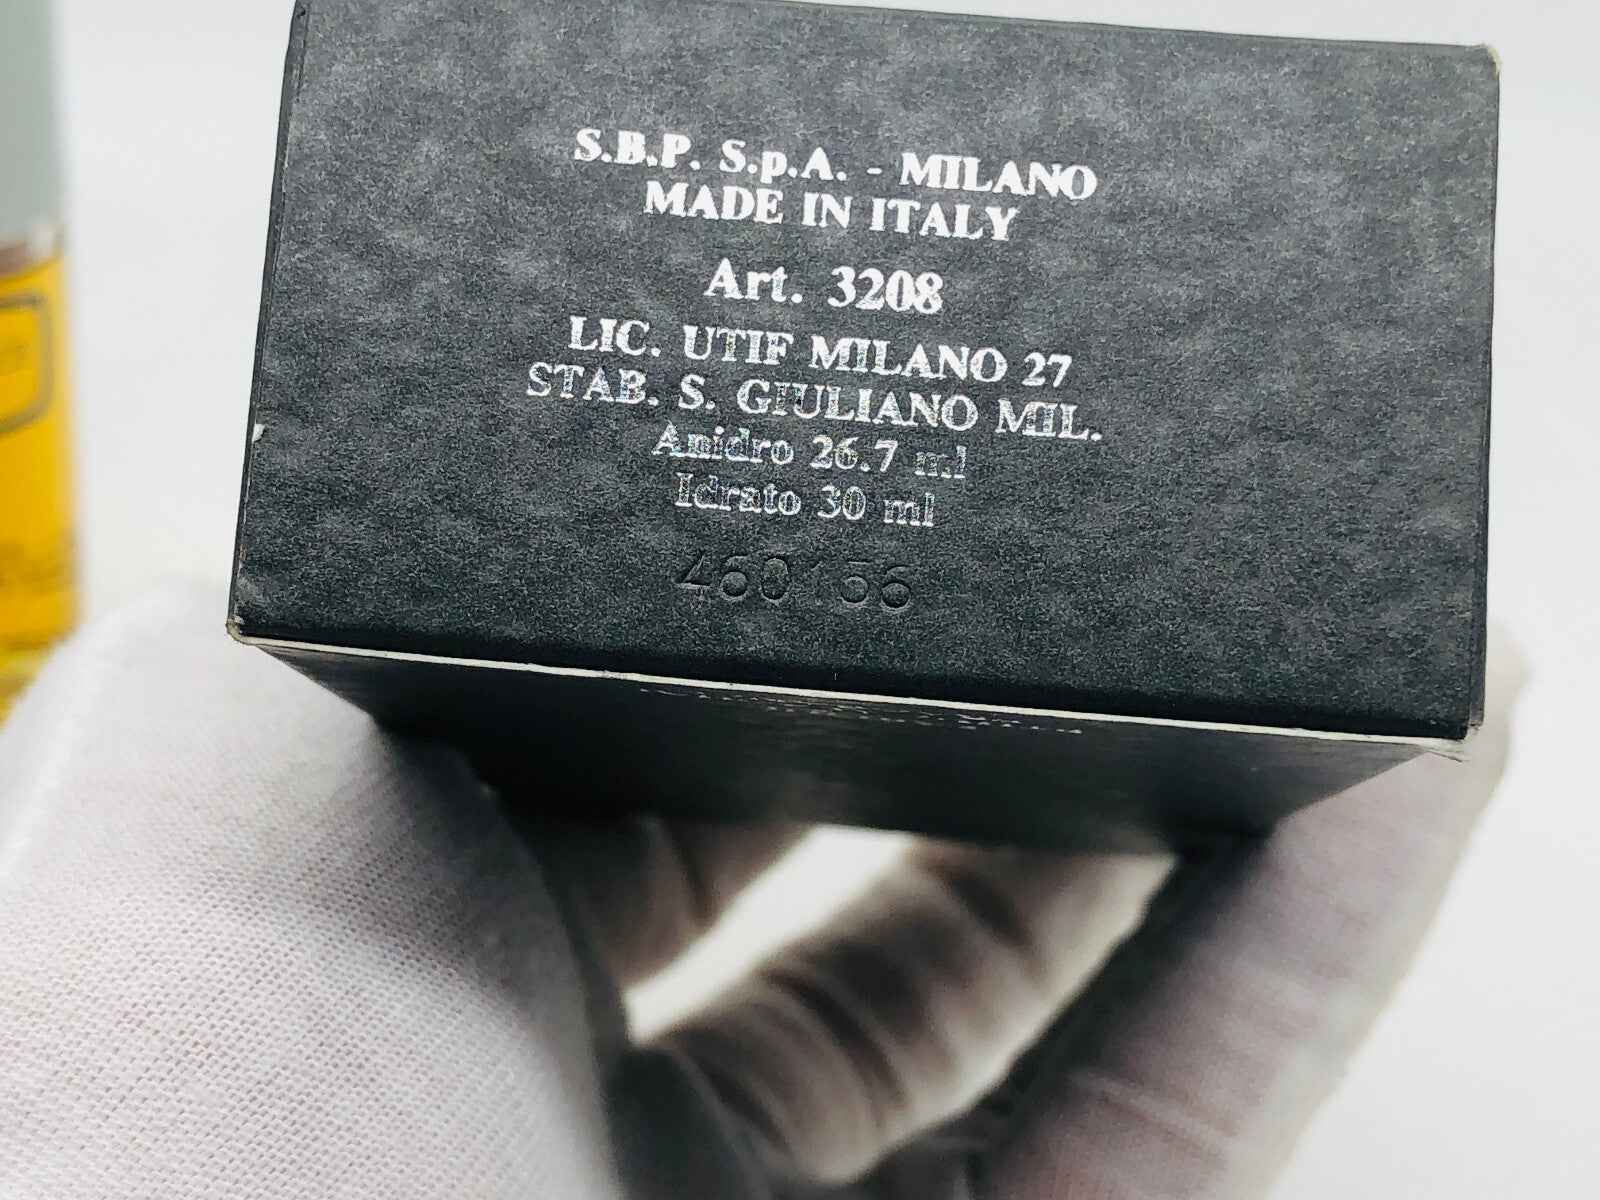 S.B.P. S.p.A. - MILANO
MADE IN ITALY
Art. 3208
LIC. UTIF MILANO 27
STAB. S. GIULIANO MIL.
Anidro 26.7 ml
Idrato 30 ml
460156